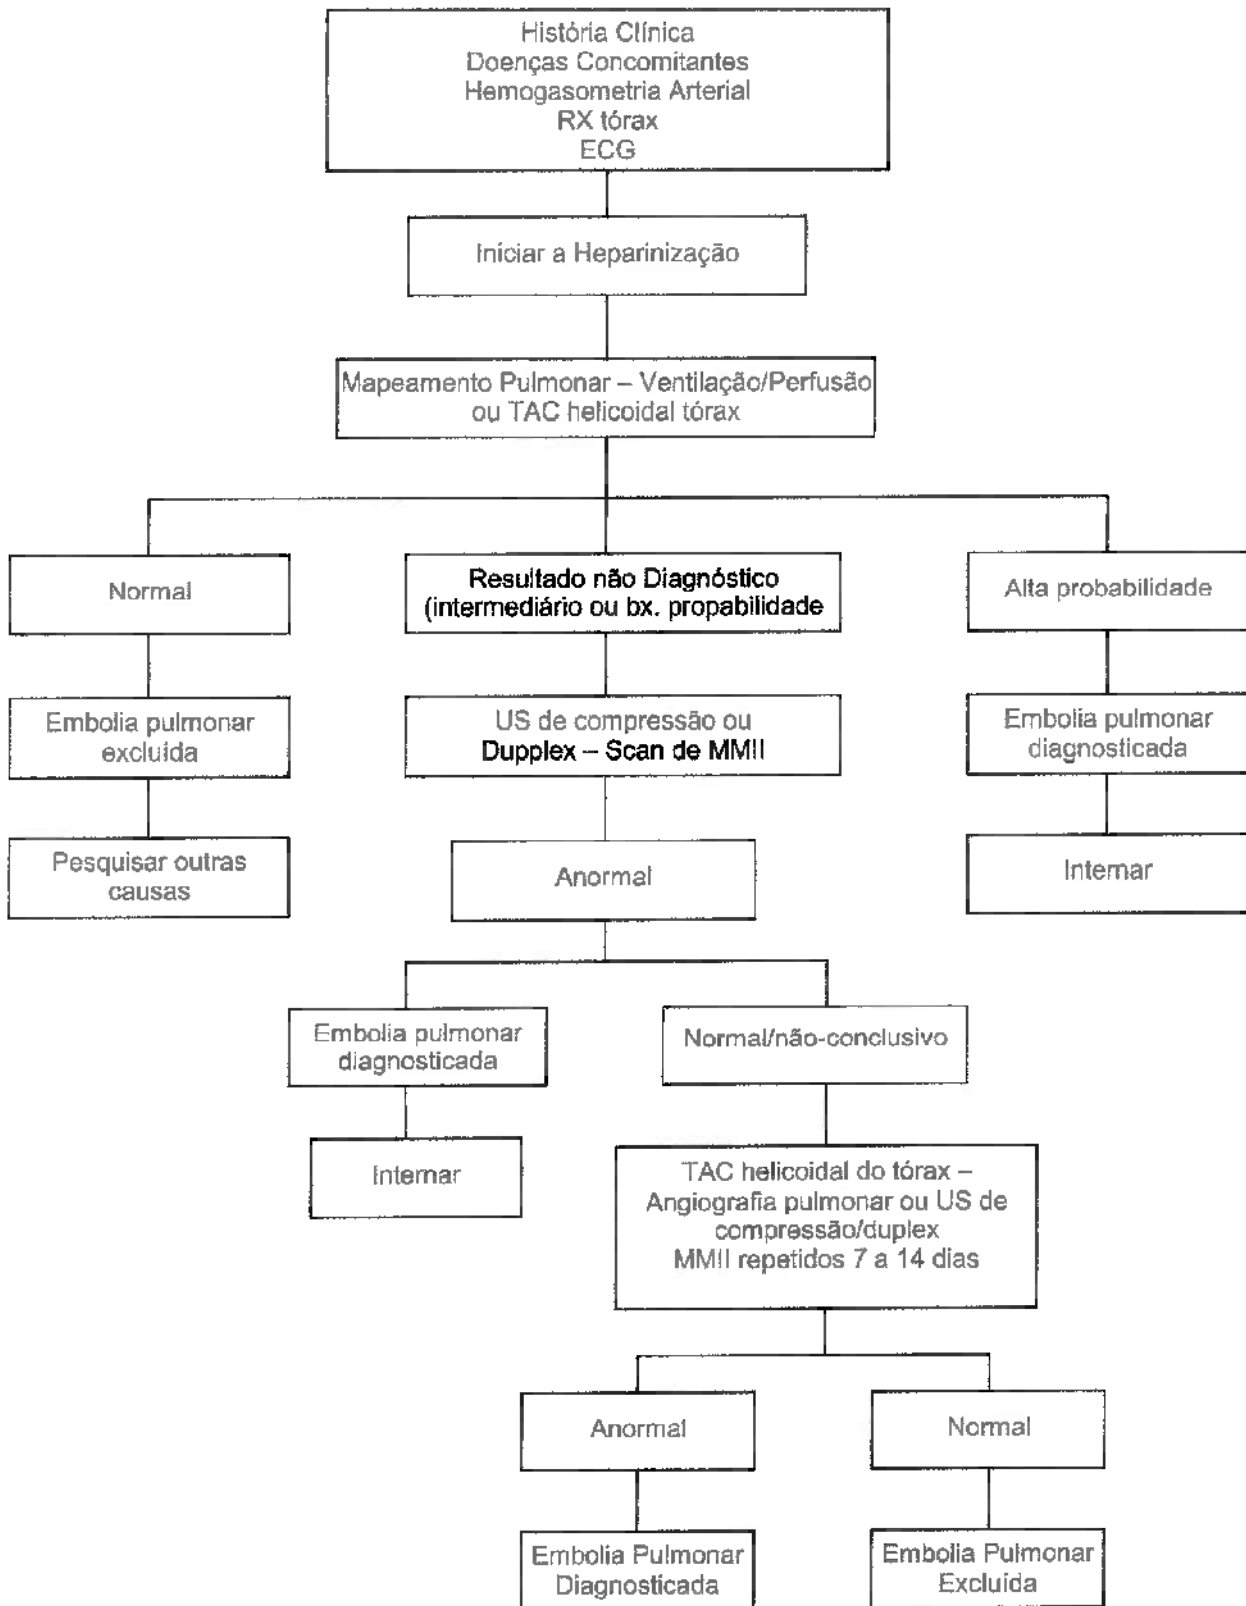 História Clínica
Doenças Concomitantes
Hemogasometria Arterial
RX tórax
ECG
Iniciar a Heparinização
Mapeamento Pulmonar – Ventilação/Perfusão
ou TAC helicoidal tórax
Normal
Resultado não Diagnóstico
(intermediário ou bx. propabilidade
Alta probabilidade
Embolia pulmonar
excluída
US de compressão ou
Dupplex – Scan de MMII
Embolia pulmonar
diagnosticada
Pesquisar outras
causas
Anormal
Internar
Embolia pulmonar
diagnosticada
Normal/não-conclusivo
Internar
TAC helicoidal do tórax –
Angiografia pulmonar ou US de
compressão/duplex
MMII repetidos 7 a 14 dias
Anormal
Normal
Embolia Pulmonar
Diagnosticada
Embolia Pulmonar
Excluída